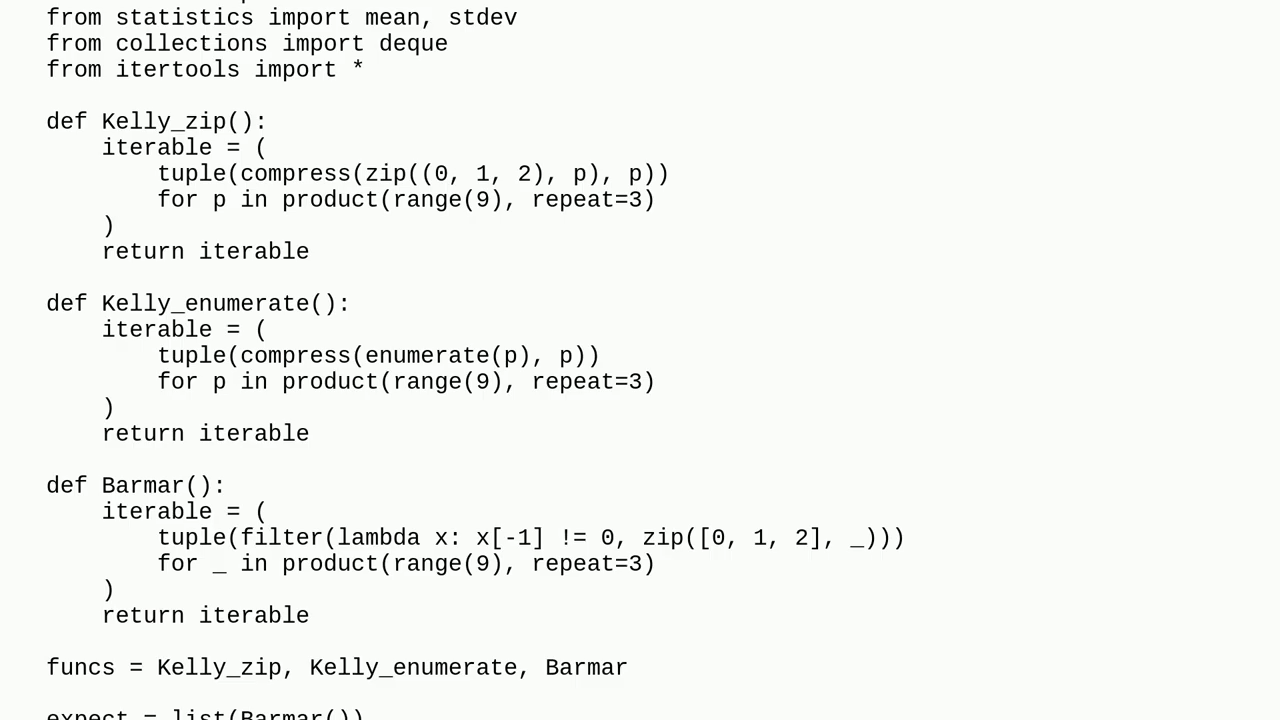 from statistics import mean, stdev
from collections import deque
from itertools import *

def Kelly_zip():
    iterable = (
        tuple(compress(zip((0, 1, 2), p), p))
        for p in product(range(9), repeat=3)
    )
    return iterable

def Kelly_enumerate():
    iterable = (
        tuple(compress(enumerate(p), p))
        for p in product(range(9), repeat=3)
    )
    return iterable

def Barmar():
    iterable = (
        tuple(filter(lambda x: x[-1] != 0, zip([0, 1, 2], _)))
        for _ in product(range(9), repeat=3)
    )
    return iterable

funcs = Kelly_zip, Kelly_enumerate, Barmar

expect = list(Barmar())